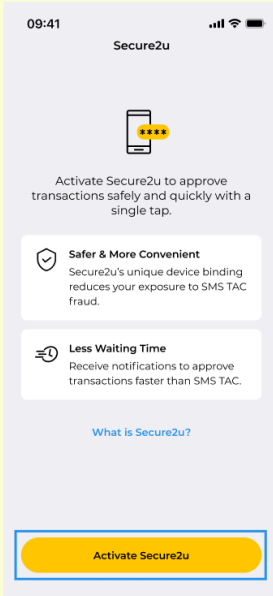 09:41
Secure2u
****
Activate Secure2u to approve
transactions safely and quickly with a
single tap.
Safer & More Convenient
Secure2u's unique device binding
reduces your exposure to SMS TAC
fraud.
Less Waiting Time
Receive notifications to approve
transactions faster than SMS TAC.
What is Secure2u?
Activate Secure2u